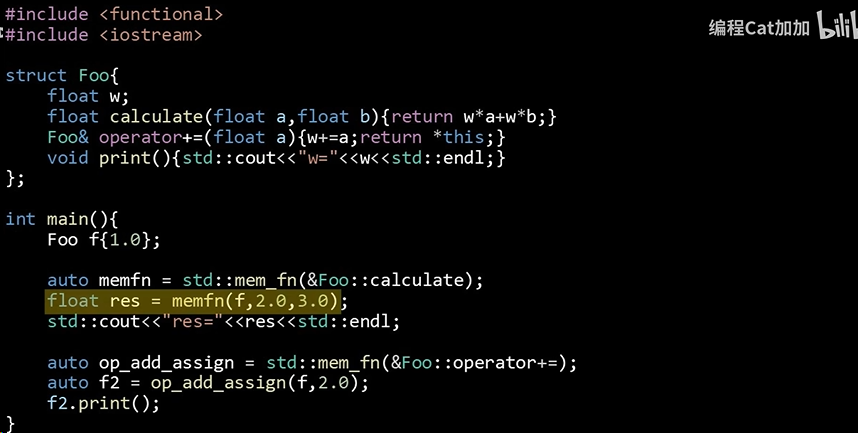 #include <functional>
#include <iostream>
编程Cat加加 bilib
struct Foo{
    float w;
    float calculate(float a,float b){return w*a+w*b;}
    Foo& operator+=(float a){w+=a;return *this;}
    void print(){std::cout<<"w="<<w<<std::endl;}
};
int main(){
    Foo f{1.0};
    auto memfn = std::mem_fn(&Foo::calculate);
    float res = memfn(f,2.0,3.0);
    std::cout<<"res="<<res<<std::endl;
    auto op_add_assign = std::mem_fn(&Foo::operator+=);
    auto f2 = op_add_assign(f,2.0);
    f2.print();
}